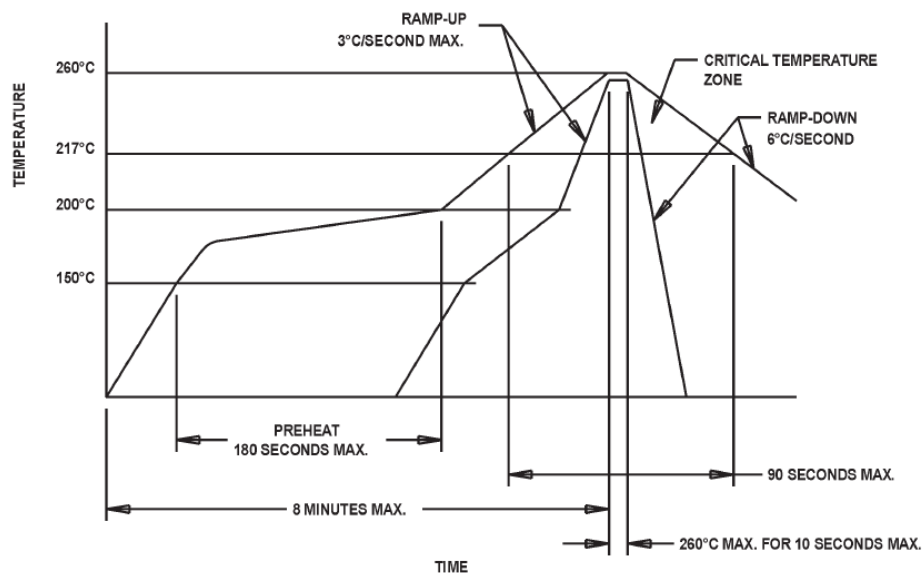 RAMP-UP
3°C/SECOND MAX.
CRITICAL TEMPERATURE
ZONE
260°C
RAMP-DOWN
6°C/SECOND
217°C
TEMPERATURE
200°C
150°C
PREHEAT
180 SECONDS MAX.
90 SECONDS MAX.
8 MINUTES MAX.
260°C MAX. FOR 10 SECONDS MAX.
TIME